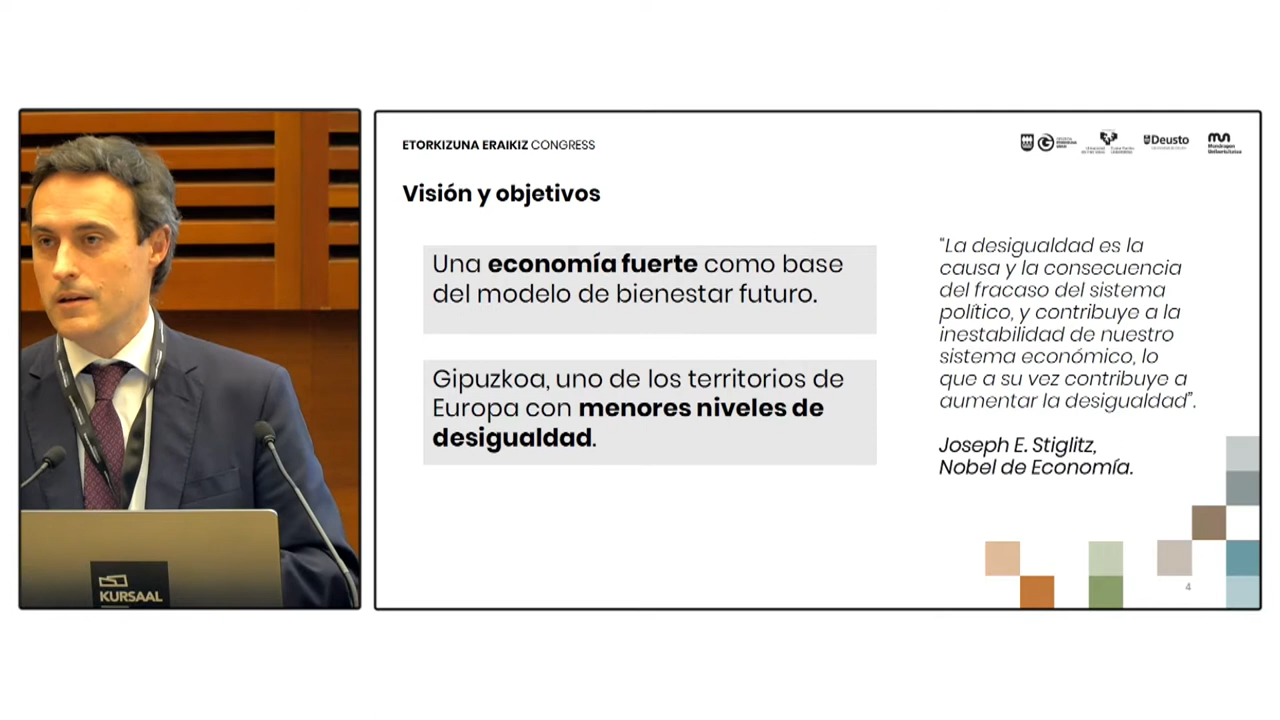 ETORKIZUNA ERAIKIZ CONGRESS
Deusto
Mondragon
Unibertsitatea
Visión y objetivos
Una economía fuerte como base
del modelo de bienestar futuro.
Gipuzkoa, uno de los territorios de
Europa con menores niveles de
desigualdad.
“La desigualdad es la
causa y la consecuencia
del fracaso del sistema
político, y contribuye a la
inestabilidad de nuestro
sistema económico, lo
que a su vez contribuye a
aumentar la desigualdad”.
Joseph E. Stiglitz,
Nobel de Economía.
4
KURSAAL